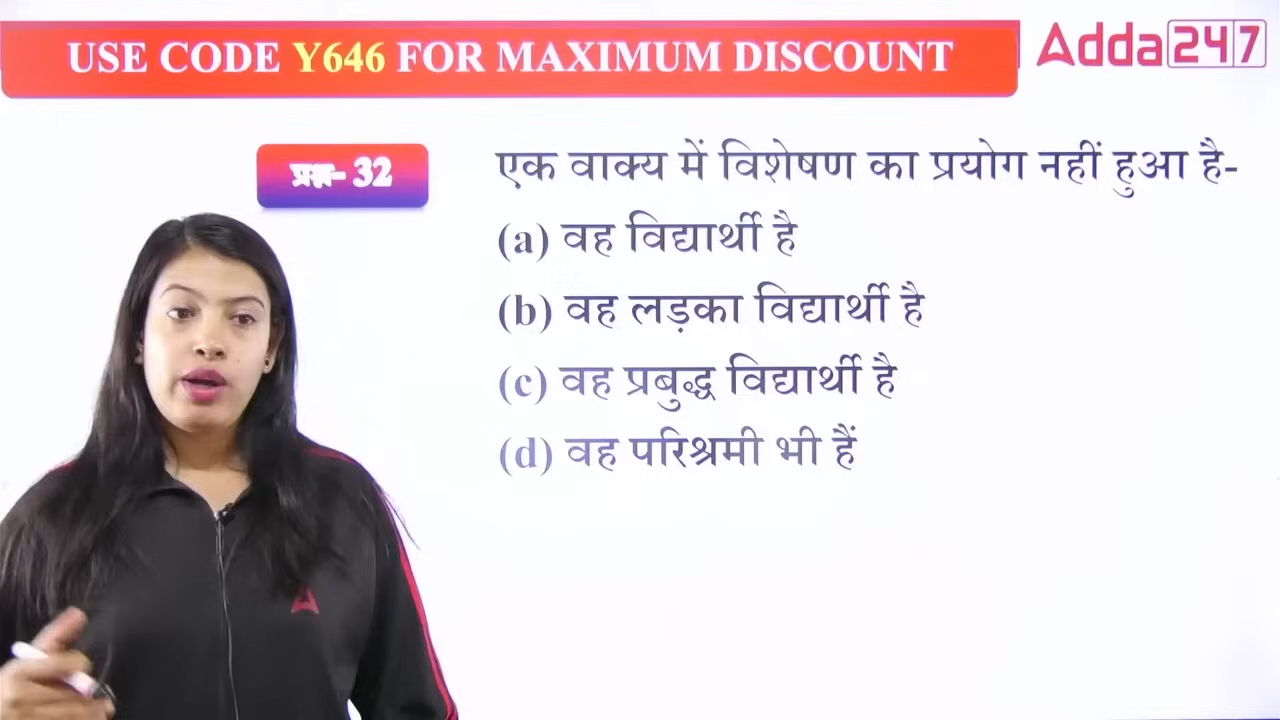 USE CODE Y646 FOR MAXIMUM DISCOUNT
Adda247
प्रश्न- 32
एक वाक्य में विशेषण का प्रयोग नहीं हुआ है-
(a) वह विद्यार्थी है
(b) वह लड़का विद्यार्थी है
(c) वह प्रबुद्ध विद्यार्थी है
(d) वह परिश्रमी भी हैं